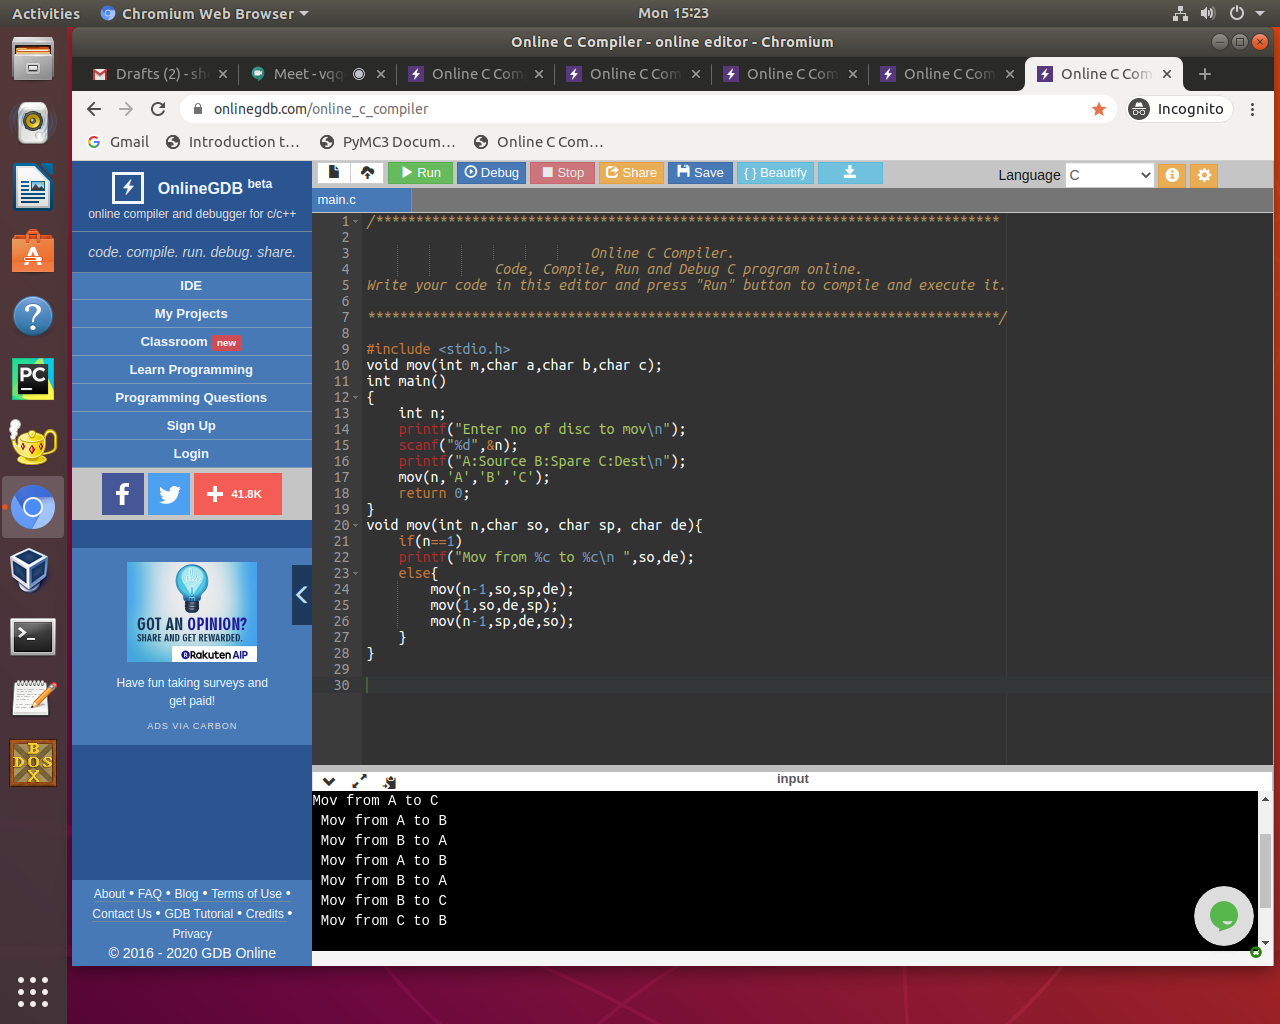 Activities
Chromium Web Browser
Mon 15:23
Online C Compiler - online editor - Chromium
Drafts (2) - sh
Meet - vqq
Online C Com
Online C Com
Online C Com
Online C Com
Online C Com
onlinegdb.com/online_c_compiler
Incognito
Gmail
Introduction t...
PyMC3 Docum...
Online C Com...
OnlineGDB beta
online compiler and debugger for c/c++
code. compile. run. debug. share.
IDE
My Projects
Classroom new
Learn Programming
Programming Questions
Sign Up
Login
41.8K
GOT AN OPINION?
SHARE AND GET REWARDED.
Rakuten AIP
Have fun taking surveys and
get paid!
ADS VIA CARBON
About • FAQ • Blog • Terms of Use •
Contact Us • GDB Tutorial • Credits •
Privacy
© 2016 - 2020 GDB Online
Run
Debug
Stop
Share
Save
{ } Beautify
Language C
main.c
1 /******************************************************************************
2
3 Online C Compiler.
4 Code, Compile, Run and Debug C program online.
5 Write your code in this editor and press "Run" button to compile and execute it.
6
7 *******************************************************************************/
8
9 #include <stdio.h>
10 void mov(int m,char a,char b,char c);
11 int main()
12 {
13 int n;
14 printf("Enter no of disc to mov\n");
15 scanf("%d",&n);
16 printf("A:Source B:Spare C:Dest\n");
17 mov(n,'A','B','C');
18 return 0;
19 }
20 void mov(int n,char so, char sp, char de){
21 if(n==1)
22 printf("Mov from %c to %c\n ",so,de);
23 else{
24 mov(n-1,so,sp,de);
25 mov(1,so,de,sp);
26 mov(n-1,sp,de,so);
27 }
28 }
29
30
input
Mov from A to C
Mov from A to B
Mov from B to A
Mov from A to B
Mov from B to A
Mov from B to C
Mov from C to B
PC
DOS
BOX